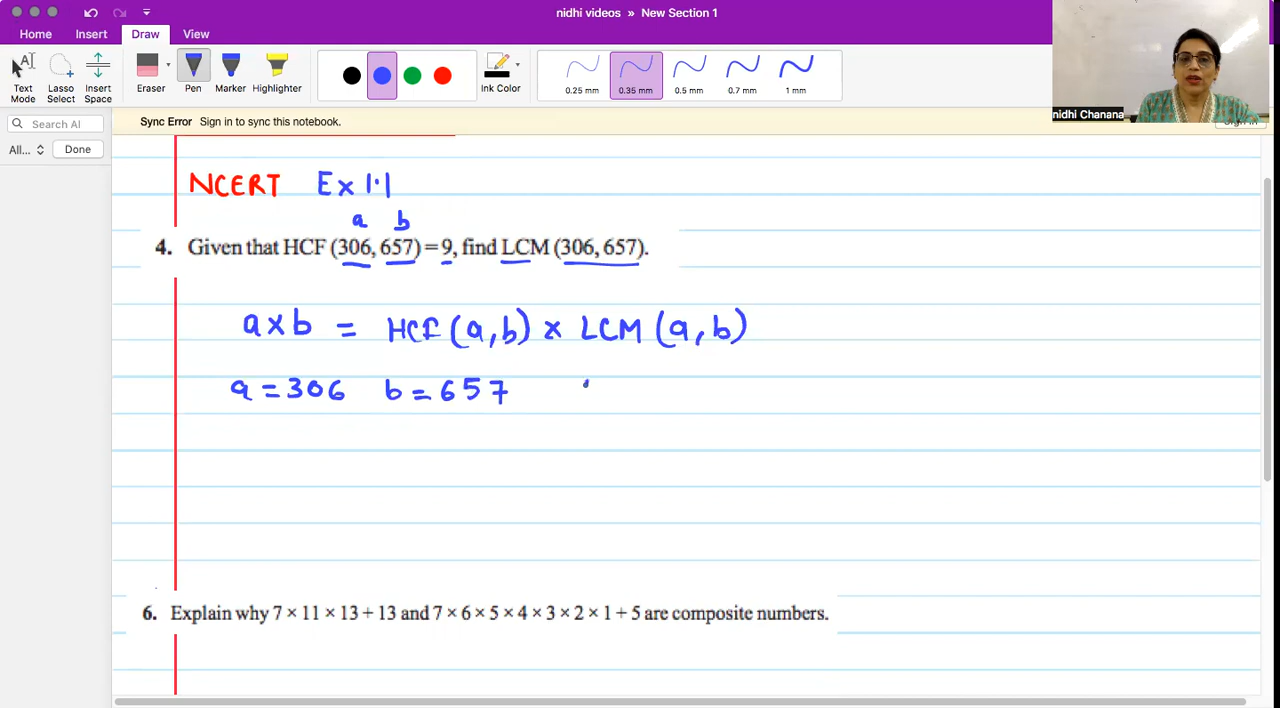 nidhi videos » New Section 1
Home Insert Draw View
Text Mode Lasso Select Insert Space Eraser Pen Marker Highlighter Ink Color 0.25 mm 0.35 mm 0.5 mm 0.7 mm 1 mm
nidhi Chanana
Sync Error Sign in to sync this notebook.
Search Al
All... Done
NCERT Ex 1.1
a b
4. Given that HCF (306, 657) = 9, find LCM (306, 657).
a x b = HCF (a, b) x LCM (a, b)
a = 306 b = 657
6. Explain why 7 × 11 × 13 + 13 and 7 × 6 × 5 × 4 × 3 × 2 × 1 + 5 are composite numbers.